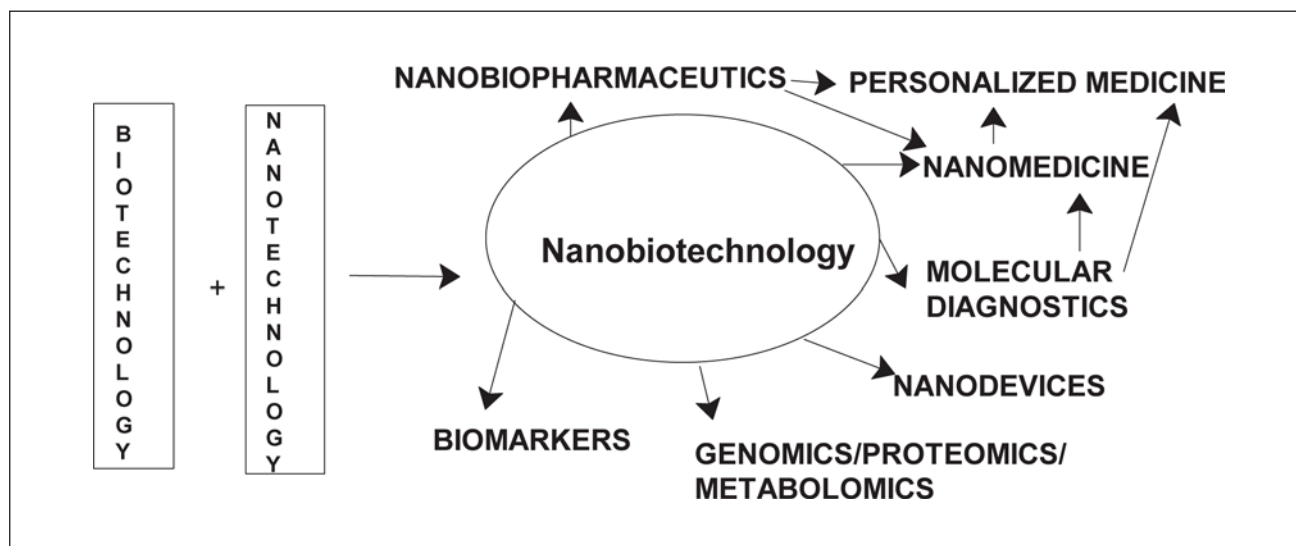 BIOTECHNOLOGY
+
NANOTECHNOLOGY
NANOBIOPHARMACEUTICS
PERSONALIZED MEDICINE
NANOMEDICINE
Nanobiotechnology
MOLECULAR
DIAGNOSTICS
NANODEVICES
BIOMARKERS
GENOMICS/PROTEOMICS/
METABOLOMICS